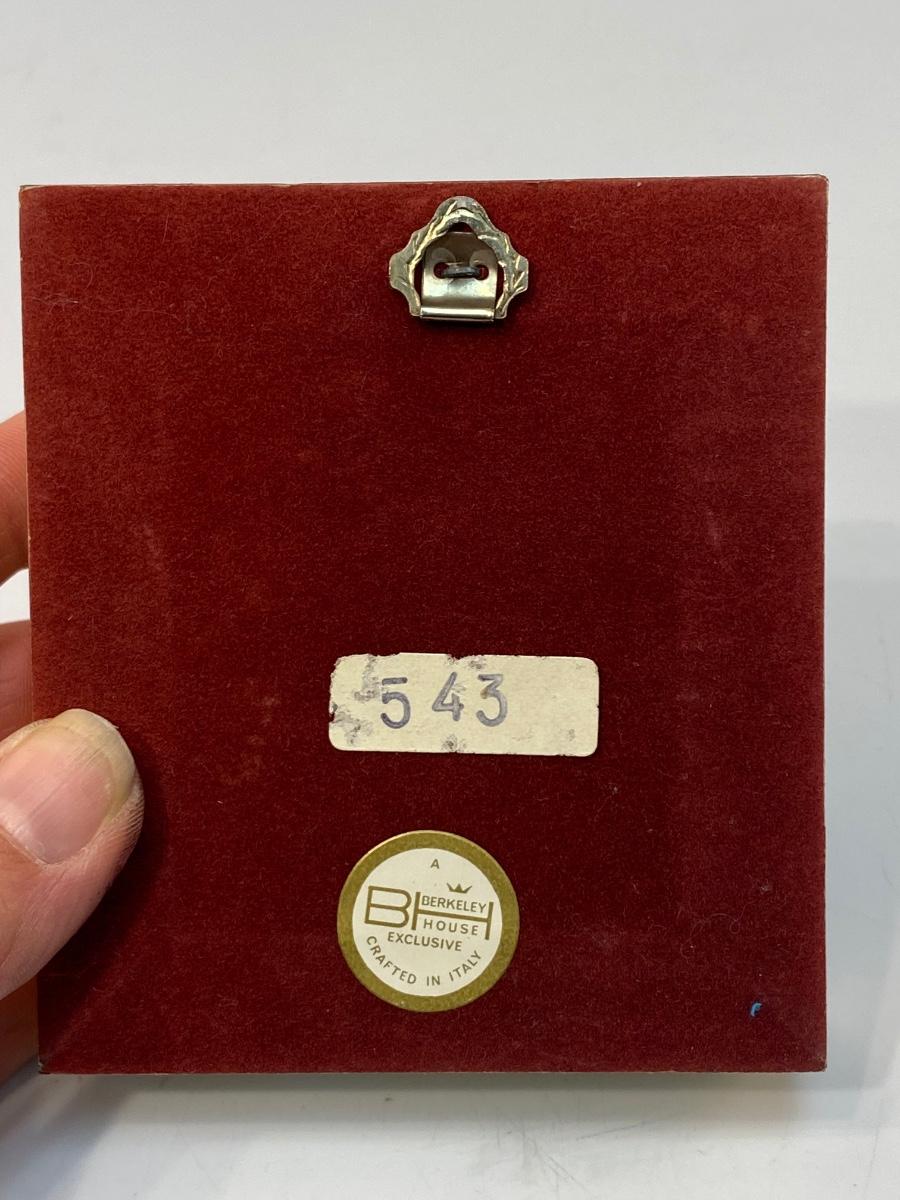 543
A
BH
BERKELEY
HOUSE
EXCLUSIVE
CRAFTED IN ITALY